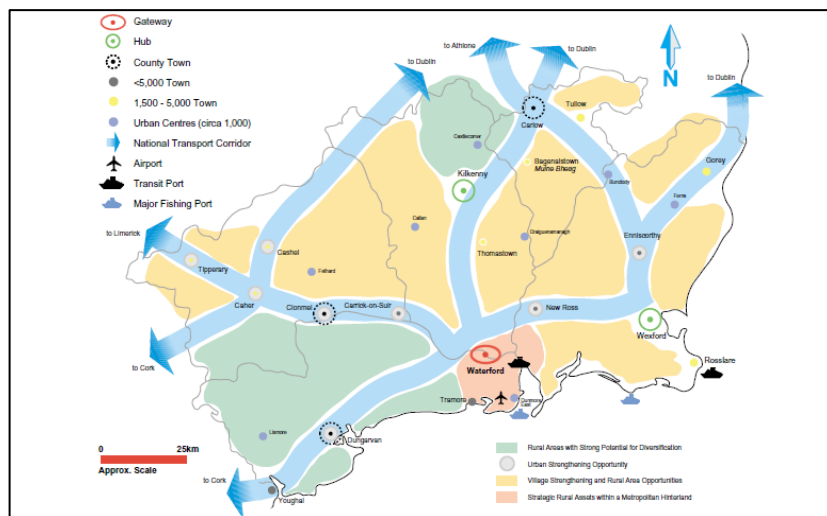 Gateway
Hub
County Town
<5,000 Town
1,500 - 5,000 Town
Urban Centres (circa 1,000)
National Transport Corridor
Airport
Transit Port
Major Fishing Port
to Athlone
to Dublin
to Dublin
to Dublin
N
Tullow
Carlow
Castlecomer
Bagenalstown
Muine Bheag
Kilkenny
Bunclody
Gorey
Ferns
Callan
Graiguenamanagh
Enniscorthy
Thomastown
to Limerick
Cashel
Tipperary
Fethard
Caher
Clonmel
Carrick-on-Suir
New Ross
Wexford
to Cork
Waterford
Rosslare
Tramore
Dunmore
East
Lismore
Dungarvan
0
25km
Approx. Scale
to Cork
Youghal
Rural Areas with Strong Potential for Diversification
Urban Strengthening Opportunity
Village Strengthening and Rural Area Opportunities
Strategic Rural Assets within a Metropolitan Hinterland